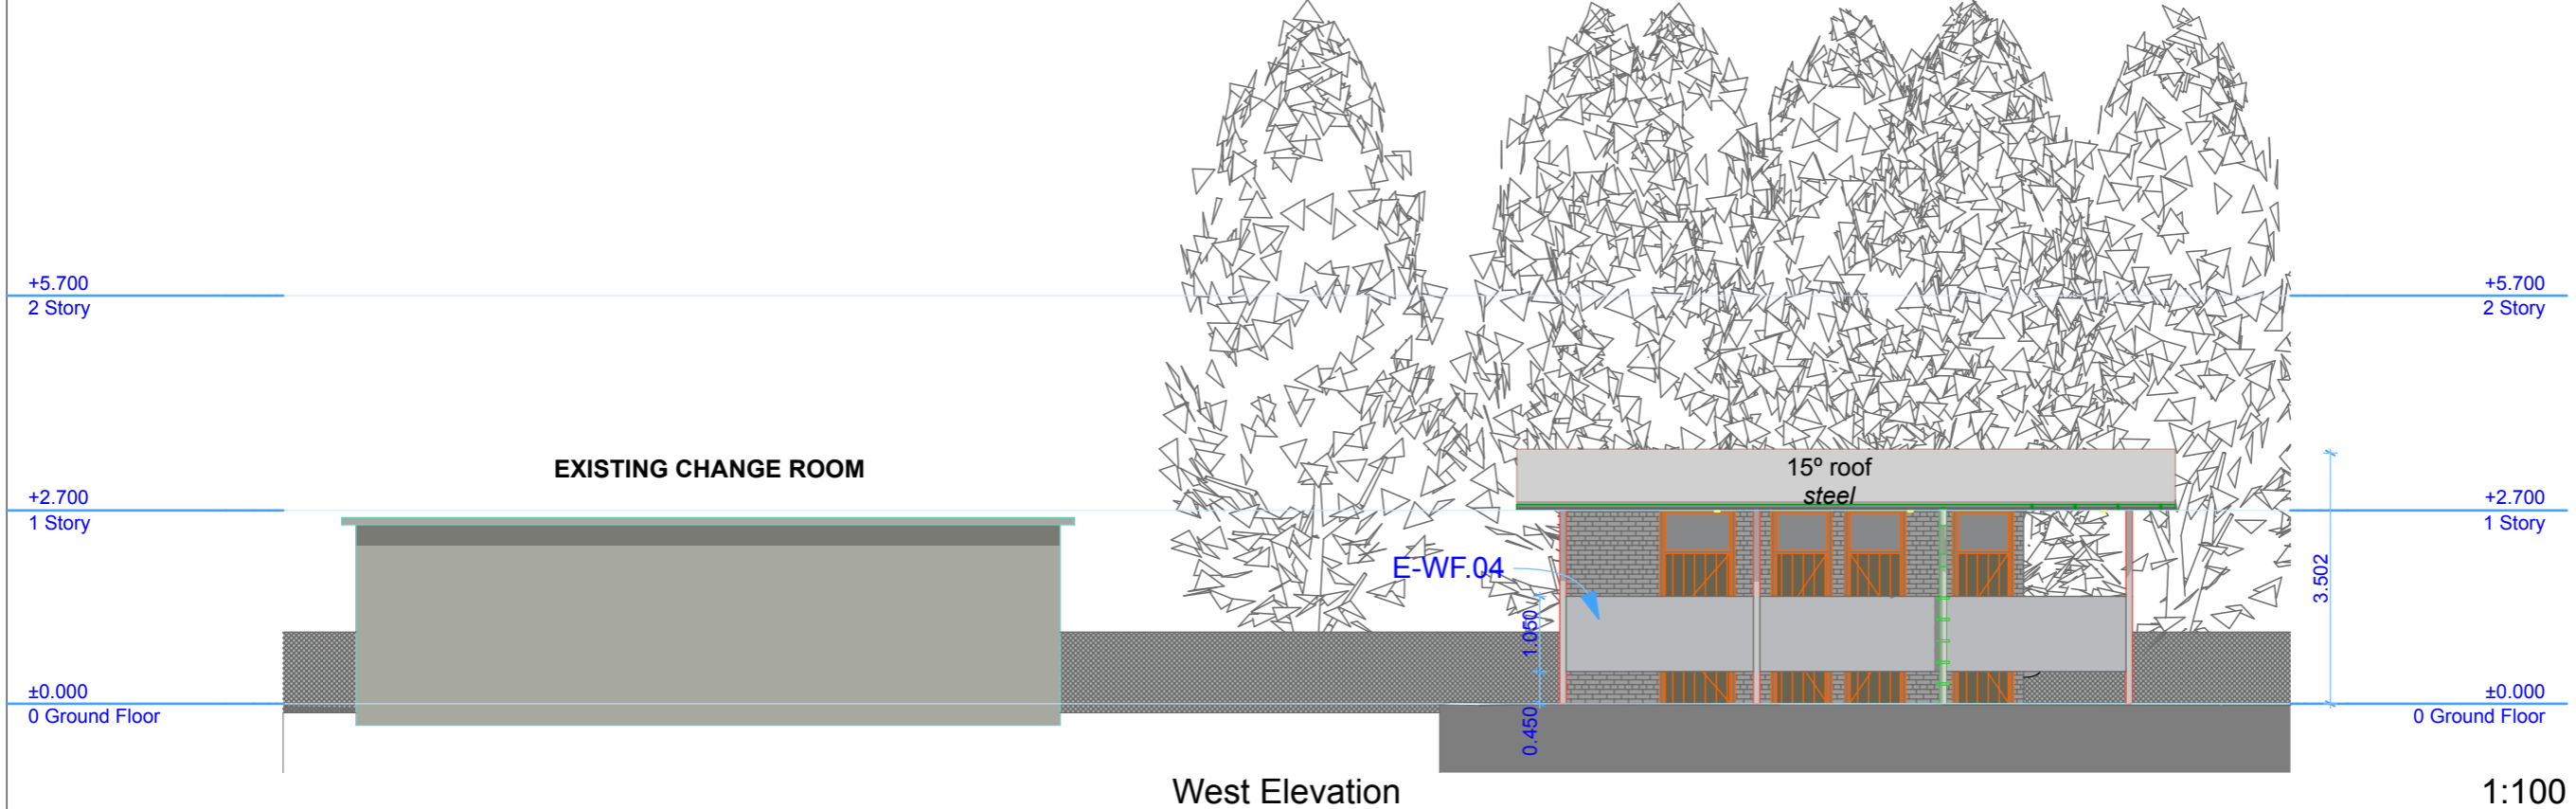 +5.700
2 Story
+5.700
2 Story
EXISTING CHANGE ROOM
15º roof
steel
+2.700
1 Story
+2.700
1 Story
E-WF.04
3.502
1.050
±0.000
0 Ground Floor
±0.000
0 Ground Floor
0.450
West Elevation
1:100